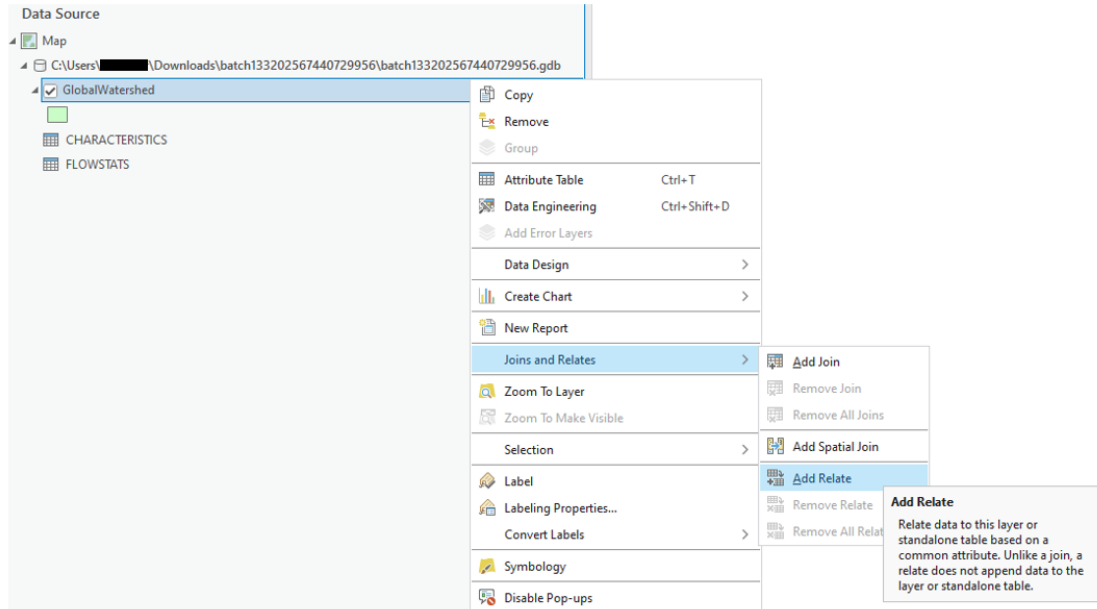 Data Source
Map
C:\Users\ \Downloads\batch133202567440729956\batch133202567440729956.gdb
GlobalWatershed
CHARACTERISTICS
FLOWSTATS
Copy
Remove
Group
Attribute Table Ctrl+T
Data Engineering Ctrl+Shift+D
Add Error Layers
Data Design
Create Chart
New Report
Joins and Relates
Zoom To Layer
Zoom To Make Visible
Selection
Label
Labeling Properties...
Convert Labels
Symbology
Disable Pop-ups
Add Join
Remove Join
Remove All Joins
Add Spatial Join
Add Relate
Remove Relate
Remove All Relat
Add Relate
Relate data to this layer or
standalone table based on a
common attribute. Unlike a join, a
relate does not append data to the
layer or standalone table.